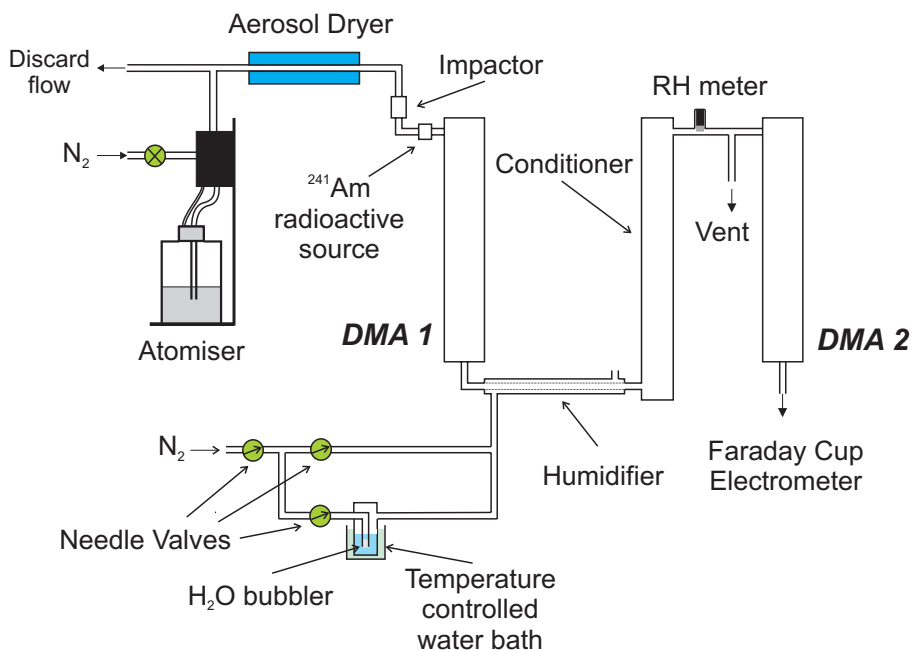 Aerosol Dryer
Discard
flow
Impactor
RH meter
N₂
Conditioner
²⁴¹Am
radioactive
source
Vent
DMA 1
DMA 2
Atomiser
N₂
Humidifier
Faraday Cup
Electrometer
Needle Valves
H₂O bubbler
Temperature
controlled
water bath